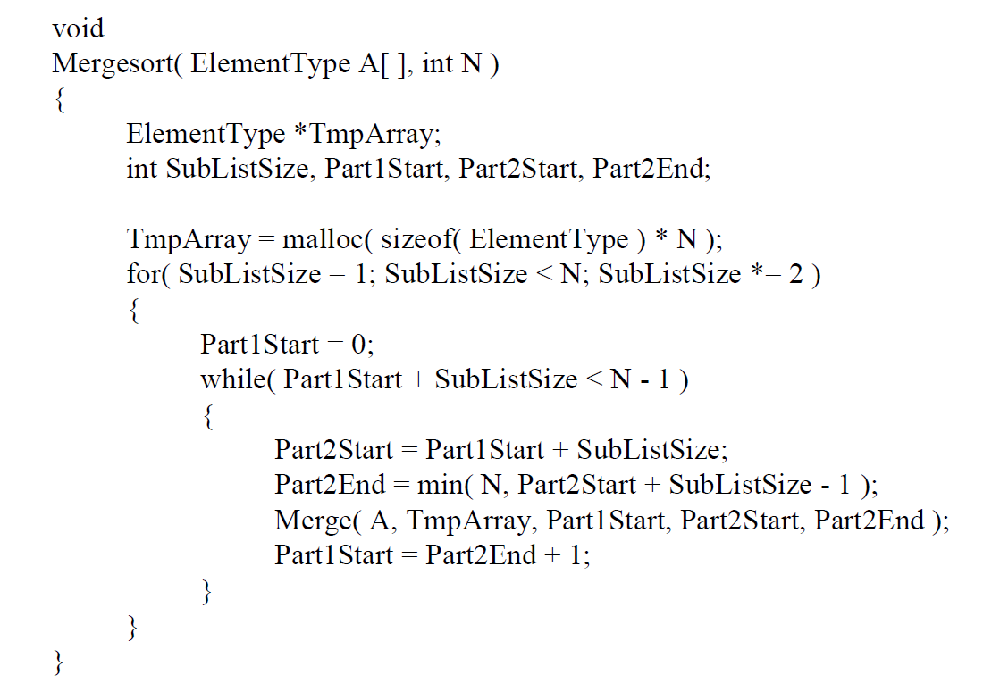 void
Mergesort( ElementType A[ ], int N )
{
ElementType *TmpArray;
int SubListSize, Part1Start, Part2Start, Part2End;
TmpArray = malloc( sizeof( ElementType ) * N );
for( SubListSize = 1; SubListSize < N; SubListSize *= 2 )
{
Part1Start = 0;
while( Part1Start + SubListSize < N - 1 )
{
Part2Start = Part1Start + SubListSize;
Part2End = min( N, Part2Start + SubListSize - 1 );
Merge( A, TmpArray, Part1Start, Part2Start, Part2End );
Part1Start = Part2End + 1;
}
}
}